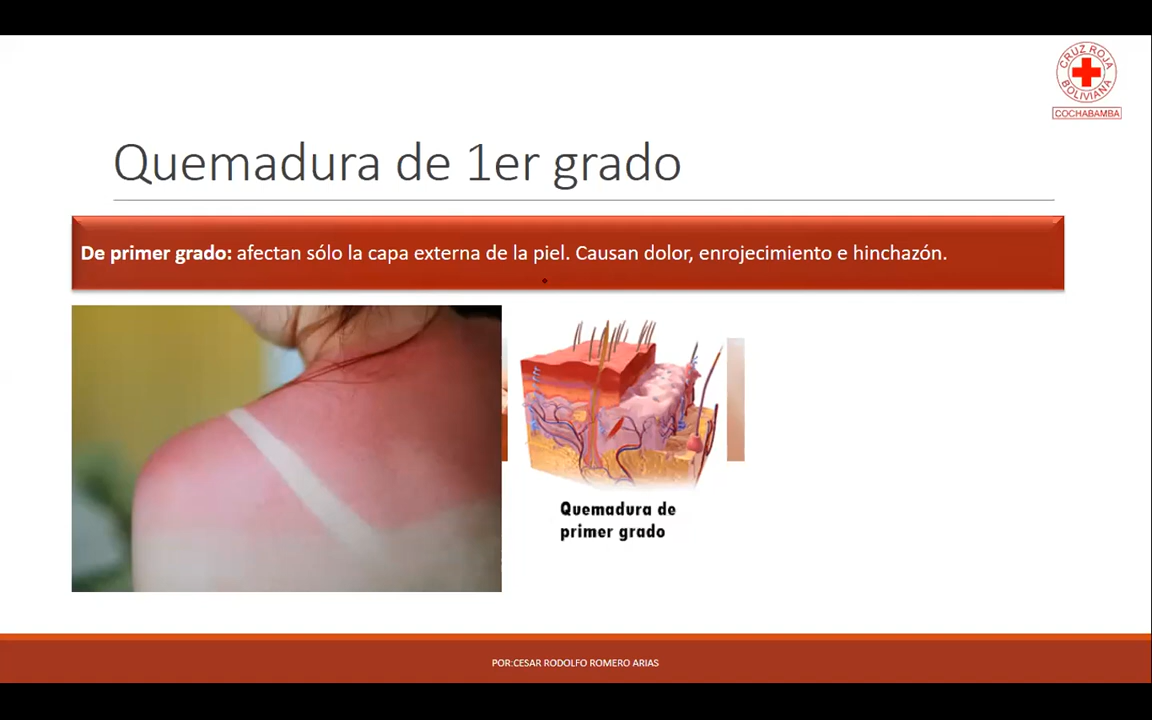 CRUZ ROJA
BOLIVIANA
COCHABAMBA
Quemadura de 1er grado
De primer grado: afectan sólo la capa externa de la piel. Causan dolor, enrojecimiento e hinchazón.
Quemadura de
primer grado
POR:CESAR RODOLFO ROMERO ARIAS